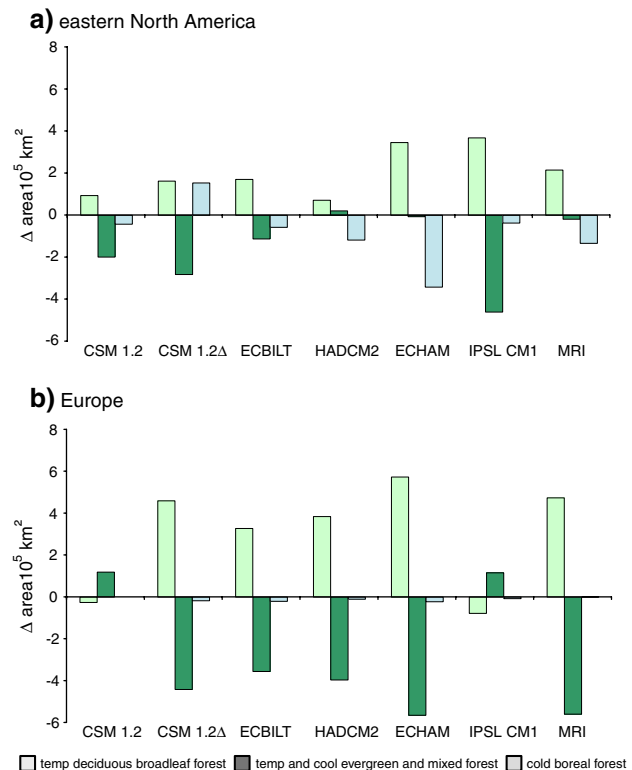 a) eastern North America
8
6
4
2
0
-2
-4
-6
Δ area10⁵ km²
CSM 1.2 CSM 1.2Δ ECBILT HADCM2 ECHAM IPSL CM1 MRI
b) Europe
8
6
4
2
0
-2
-4
-6
Δ area10⁵ km²
CSM 1.2 CSM 1.2Δ ECBILT HADCM2 ECHAM IPSL CM1 MRI
temp deciduous broadleaf forest temp and cool evergreen and mixed forest cold boreal forest